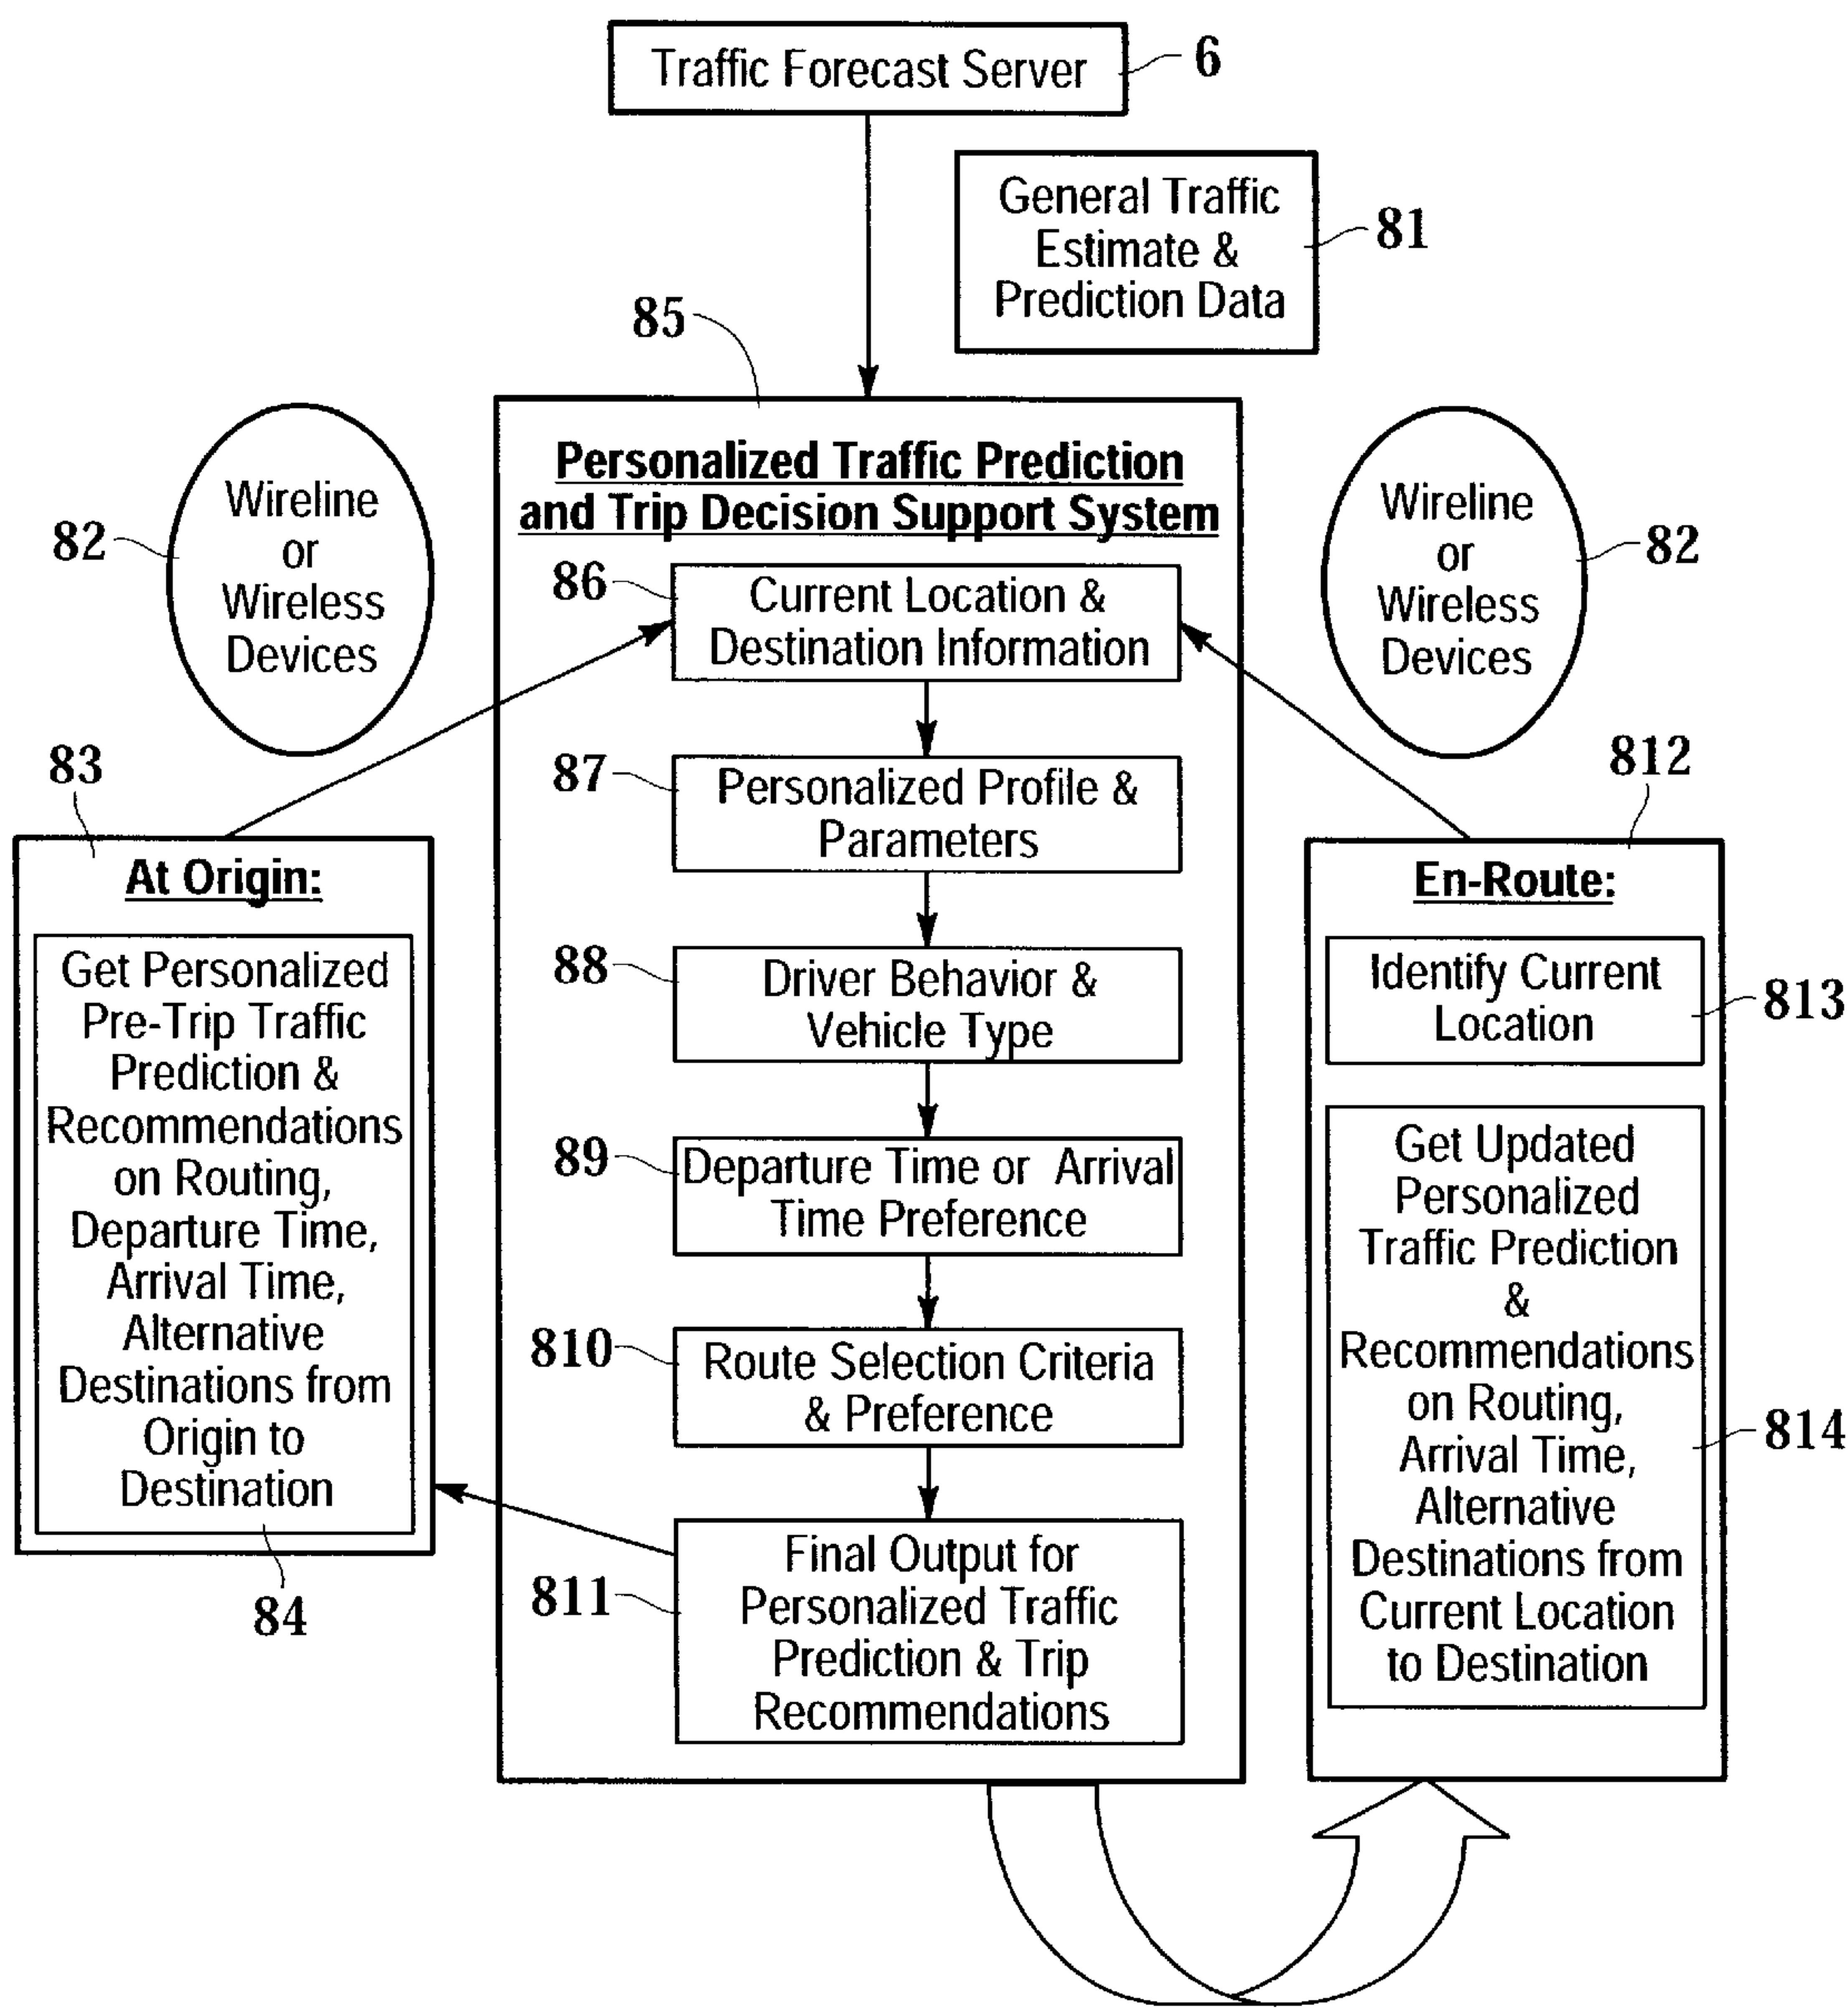 Traffic Forecast Server
6
General Traffic
Estimate &
Prediction Data
81
85
Personalized Traffic Prediction
and Trip Decision Support System
82
Wireline
or
Wireless
Devices
Wireline
or
Wireless
Devices
82
86
Current Location &
Destination Information
87
Personalized Profile &
Parameters
88
Driver Behavior &
Vehicle Type
89
Departure Time or Arrival
Time Preference
810
Route Selection Criteria
& Preference
811
Final Output for
Personalized Traffic
Prediction & Trip
Recommendations
83
At Origin:
Get Personalized
Pre-Trip Traffic
Prediction &
Recommendations
on Routing,
Departure Time,
Arrival Time,
Alternative
Destinations from
Origin to
Destination
84
812
En-Route:
Identify Current
Location
813
Get Updated
Personalized
Traffic Prediction
&
Recommendations
on Routing,
Arrival Time,
Alternative
Destinations from
Current Location
to Destination
814